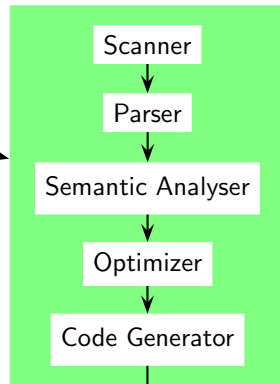 Scanner
Parser
Semantic Analyser
Optimizer
Code Generator